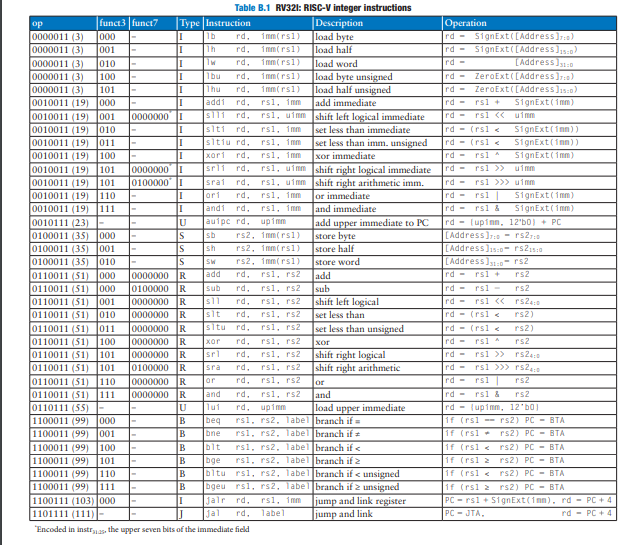 Table B.1 RV32I: RISC-V integer instructions
op funct3 funct7 Type Instruction Description Operation
0000011 (3) 000 – I lb rd, imm(rs1) load byte rd = SignExt([Address]7:0)
0000011 (3) 001 – I lh rd, imm(rs1) load half rd = SignExt([Address]15:0)
0000011 (3) 010 – I lw rd, imm(rs1) load word rd = [Address]31:0
0000011 (3) 100 – I lbu rd, imm(rs1) load byte unsigned rd = ZeroExt([Address]7:0)
0000011 (3) 101 – I lhu rd, imm(rs1) load half unsigned rd = ZeroExt([Address]15:0)
0010011 (19) 000 – I addi rd, rs1, imm add immediate rd = rs1 + SignExt(imm)
0010011 (19) 001 0000000* I slli rd, rs1, uimm shift left logical immediate rd = rs1 << uimm
0010011 (19) 010 – I slti rd, rs1, imm set less than immediate rd = (rs1 < SignExt(imm))
0010011 (19) 011 – I sltiu rd, rs1, imm set less than imm. unsigned rd = (rs1 < SignExt(imm))
0010011 (19) 100 – I xori rd, rs1, imm xor immediate rd = rs1 ^ SignExt(imm)
0010011 (19) 101 0000000* I srli rd, rs1, uimm shift right logical immediate rd = rs1 >> uimm
0010011 (19) 101 0100000* I srai rd, rs1, uimm shift right arithmetic imm. rd = rs1 >>> uimm
0010011 (19) 110 – I ori rd, rs1, imm or immediate rd = rs1 | SignExt(imm)
0010011 (19) 111 – I andi rd, rs1, imm and immediate rd = rs1 & SignExt(imm)
0010111 (23) – – U auipc rd, upimm add upper immediate to PC rd = {upimm, 12'b0} + PC
0100011 (35) 000 – S sb rs2, imm(rs1) store byte [Address]7:0 = rs27:0
0100011 (35) 001 – S sh rs2, imm(rs1) store half [Address]15:0 = rs215:0
0100011 (35) 010 – S sw rs2, imm(rs1) store word [Address]31:0 = rs2
0110011 (51) 000 0000000 R add rd, rs1, rs2 add rd = rs1 + rs2
0110011 (51) 000 0100000 R sub rd, rs1, rs2 sub rd = rs1 – rs2
0110011 (51) 001 0000000 R sll rd, rs1, rs2 shift left logical rd = rs1 << rs24:0
0110011 (51) 010 0000000 R slt rd, rs1, rs2 set less than rd = (rs1 < rs2)
0110011 (51) 011 0000000 R sltu rd, rs1, rs2 set less than unsigned rd = (rs1 < rs2)
0110011 (51) 100 0000000 R xor rd, rs1, rs2 xor rd = rs1 ^ rs2
0110011 (51) 101 0000000 R srl rd, rs1, rs2 shift right logical rd = rs1 >> rs24:0
0110011 (51) 101 0100000 R sra rd, rs1, rs2 shift right arithmetic rd = rs1 >>> rs24:0
0110011 (51) 110 0000000 R or rd, rs1, rs2 or rd = rs1 | rs2
0110011 (51) 111 0000000 R and rd, rs1, rs2 and rd = rs1 & rs2
0110111 (55) – – U lui rd, upimm load upper immediate rd = {upimm, 12'b0}
1100011 (99) 000 – B beq rs1, rs2, label branch if = if (rs1 == rs2) PC = BTA
1100011 (99) 001 – B bne rs1, rs2, label branch if ≠ if (rs1 ≠ rs2) PC = BTA
1100011 (99) 100 – B blt rs1, rs2, label branch if < if (rs1 < rs2) PC = BTA
1100011 (99) 101 – B bge rs1, rs2, label branch if ≥ if (rs1 ≥ rs2) PC = BTA
1100011 (99) 110 – B bltu rs1, rs2, label branch if < unsigned if (rs1 < rs2) PC = BTA
1100011 (99) 111 – B bgeu rs1, rs2, label branch if ≥ unsigned if (rs1 ≥ rs2) PC = BTA
1100111 (103) 000 – I jalr rd, rs1, imm jump and link register PC = rs1 + SignExt(imm), rd = PC + 4
1101111 (111) – – J jal rd, label jump and link PC = JTA, rd = PC + 4
*Encoded in instr31:25, the upper seven bits of the immediate field